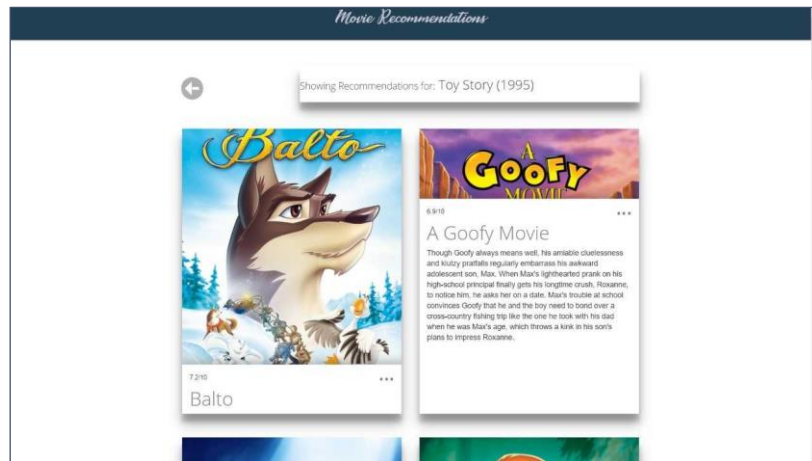 Movie Recommendations
Showing Recommendations for: Toy Story (1995)
Balto
7.2/10
...
Balto
A
GOOFY
MOVIE
6.9/10
...
A Goofy Movie
Though Goofy always means well, his amiable cluelessness
and klutzy pratfalls regularly embarrass his awkward
adolescent son, Max. When Max's lighthearted prank on his
high-school principal finally gets his longtime crush, Roxanne,
to notice him, he asks her on a date. Max's trouble at school
convinces Goofy that he and the boy need to bond over a
cross-country fishing trip like the one he took with his dad
when he was Max's age, which throws a kink in his son's
plans to impress Roxanne.